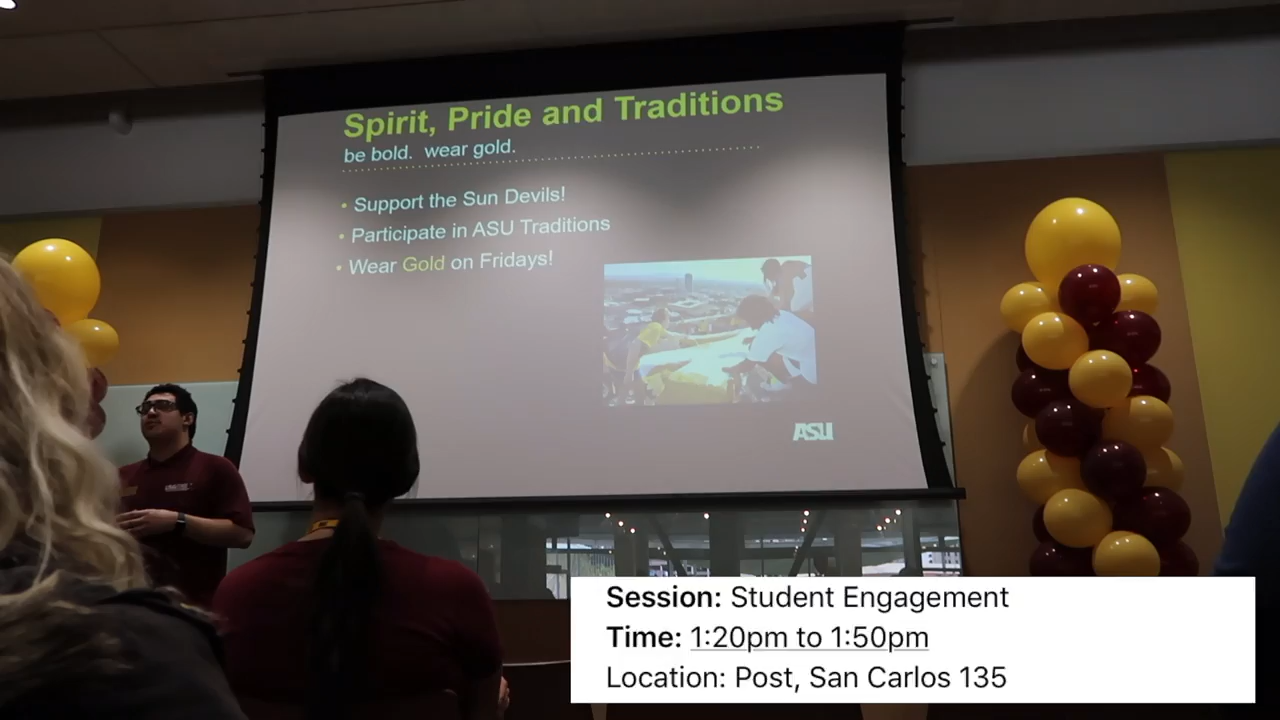 Spirit, Pride and Traditions
be bold. wear gold.
• Support the Sun Devils!
• Participate in ASU Traditions
• Wear Gold on Fridays!
ASU
Session: Student Engagement
Time: 1:20pm to 1:50pm
Location: Post, San Carlos 135